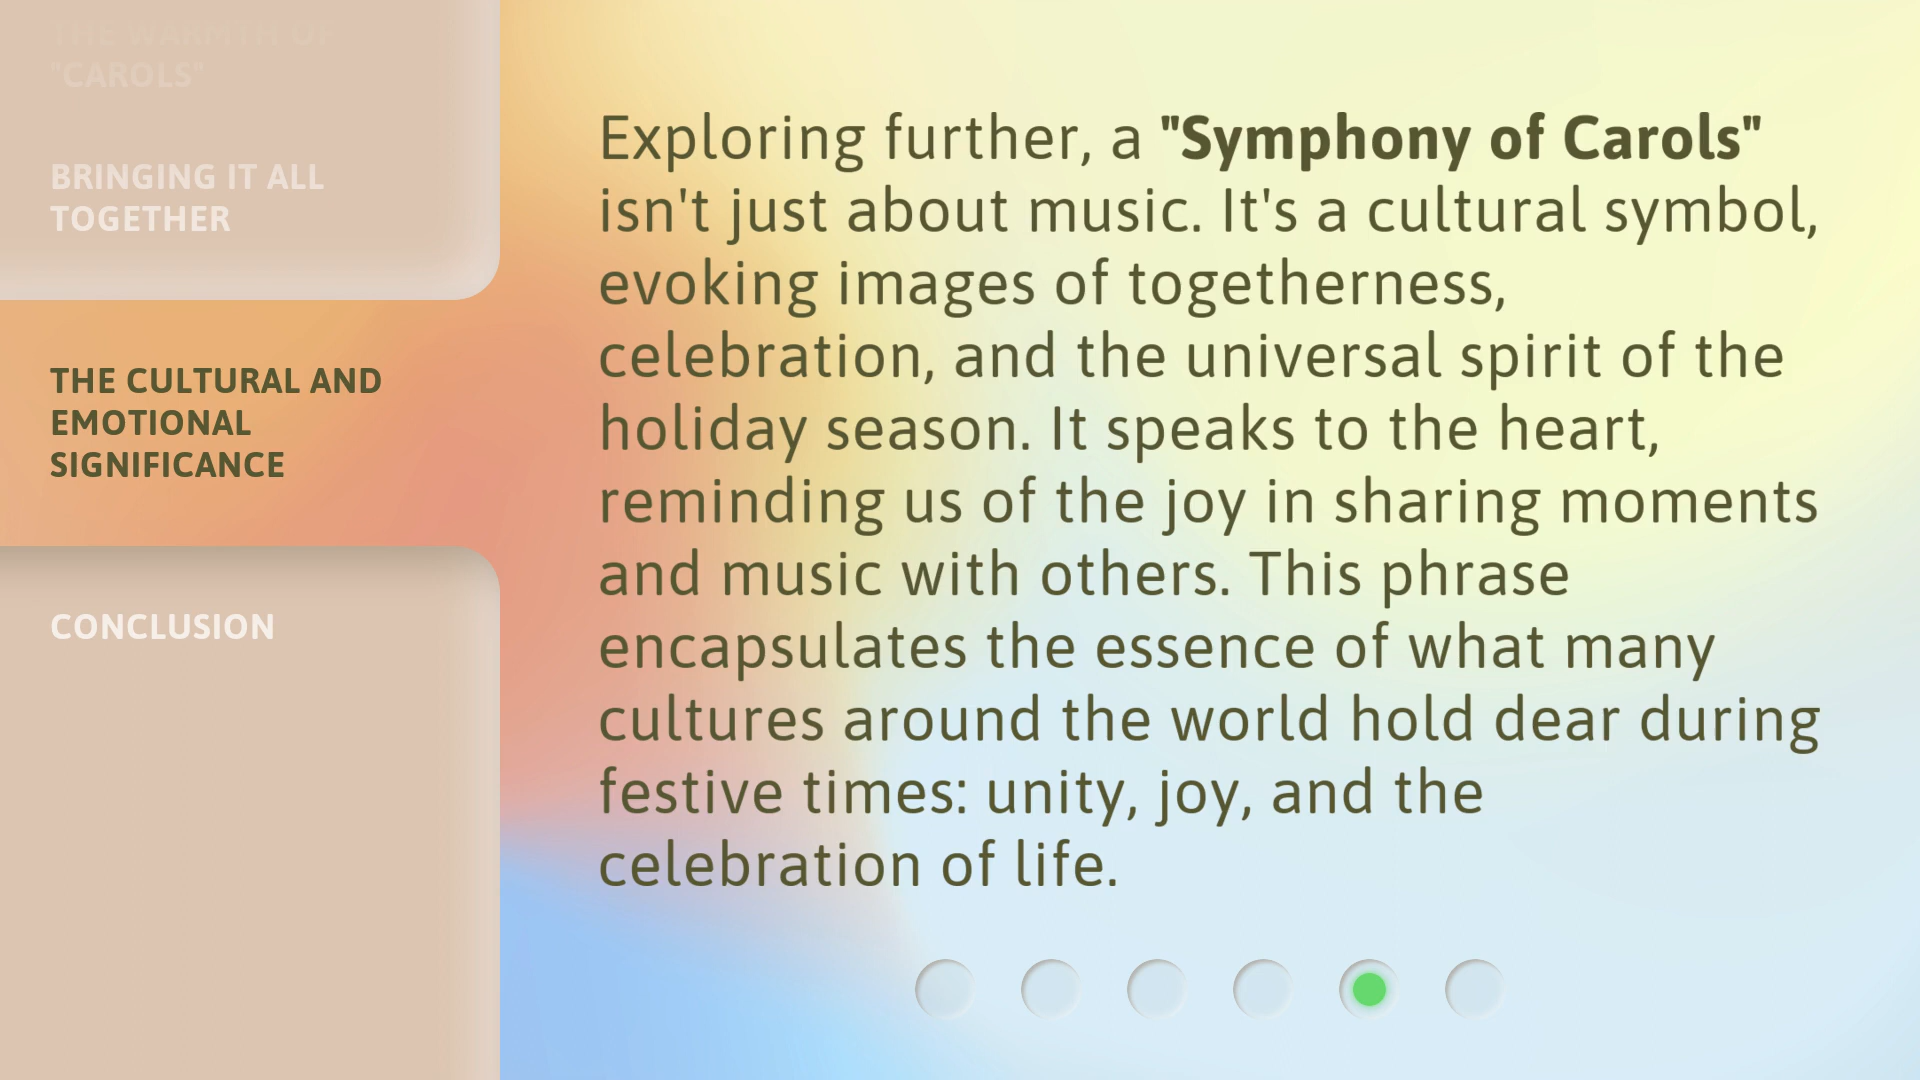 THE WARMTH OF
"CAROLS"
BRINGING IT ALL
TOGETHER
THE CULTURAL AND
EMOTIONAL
SIGNIFICANCE
CONCLUSION
Exploring further, a "Symphony of Carols"
isn't just about music. It's a cultural symbol,
evoking images of togetherness,
celebration, and the universal spirit of the
holiday season. It speaks to the heart,
reminding us of the joy in sharing moments
and music with others. This phrase
encapsulates the essence of what many
cultures around the world hold dear during
festive times: unity, joy, and the
celebration of life.